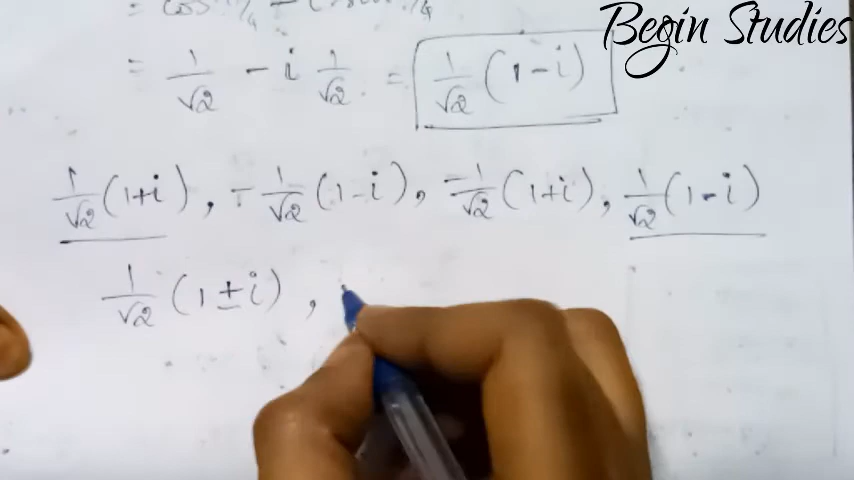 Begin Studies
= 1/√2 - i 1/√2 = 1/√2 (1-i)
1/√2 (1+i), -1/√2 (1-i), -1/√2 (1+i), 1/√2 (1-i)
1/√2 (1±i),